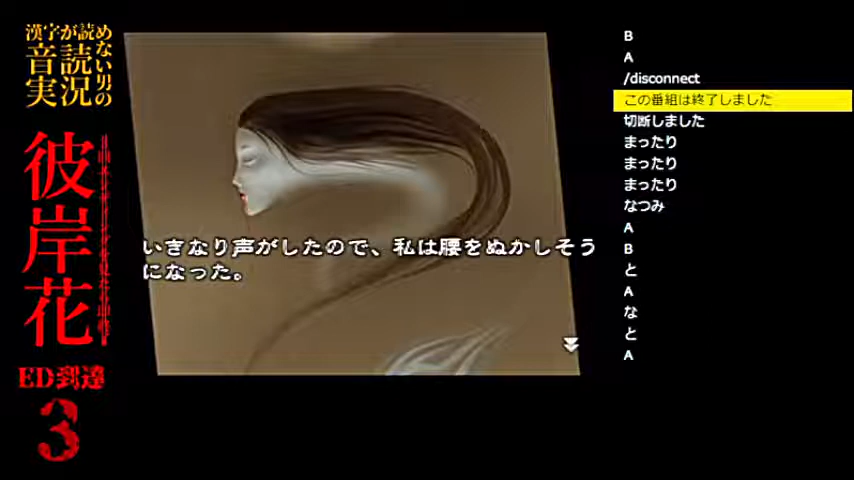 漢字が読めない男の
音読実況
彼岸花
ED到達
3
いきなり声がしたので、私は腰をぬかしそう
になった。
B
A
/disconnect
この番組は終了しました
切断しました
まったり
まったり
まったり
なつみ
A
B
と
A
な
と
A